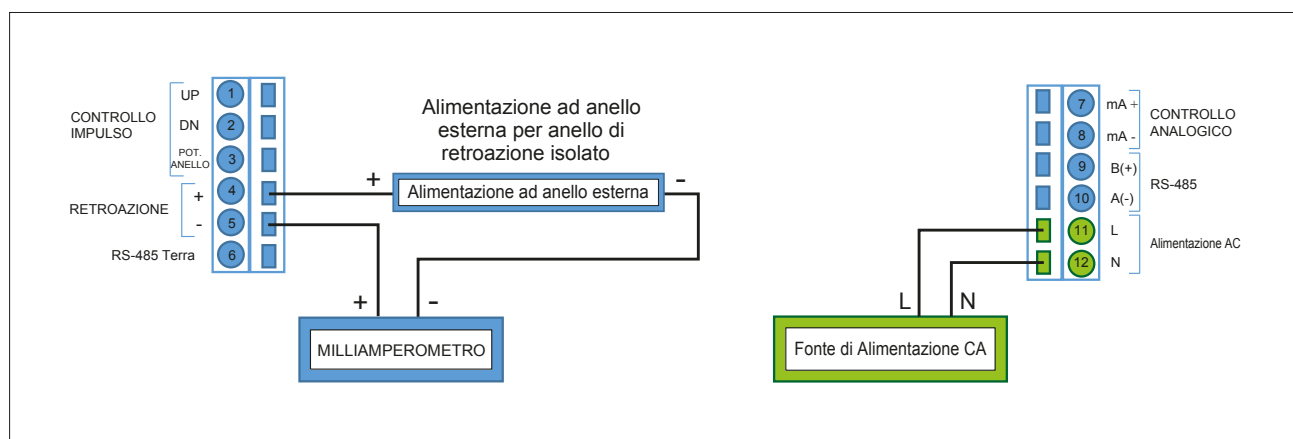 CONTROLLO
IMPULSO
UP
DN
POT.
ANELLO
RETROAZIONE
+
-
RS-485 Terra
1
2
3
4
5
6
Alimentazione ad anello
esterna per anello di
retroazione isolato
+
-
Alimentazione ad anello esterna
+
-
MILLIAMPEROMETRO
7
8
9
10
11
12
mA +
mA -
B(+)
A(-)
L
N
CONTROLLO
ANALOGICO
RS-485
Alimentazione AC
L
N
Fonte di Alimentazione CA